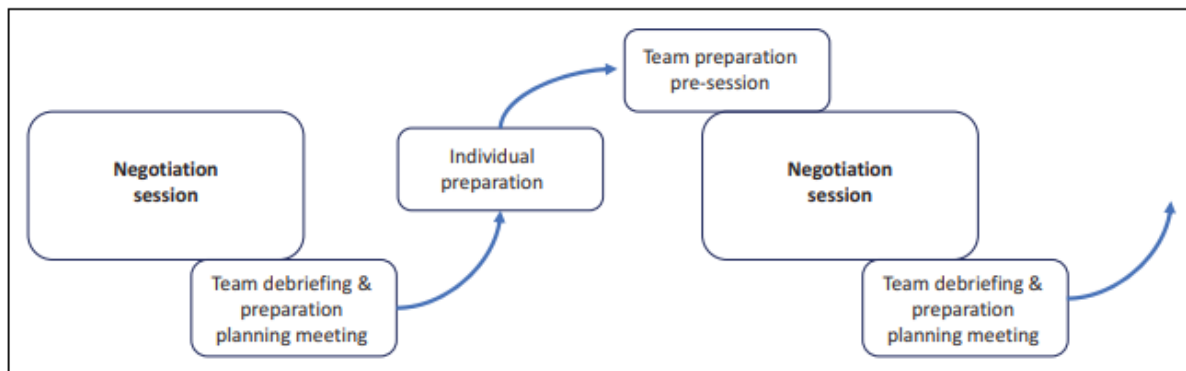 Negotiation
session
Team debriefing &
preparation
planning meeting
Individual
preparation
Team preparation
pre-session
Negotiation
session
Team debriefing &
preparation
planning meeting